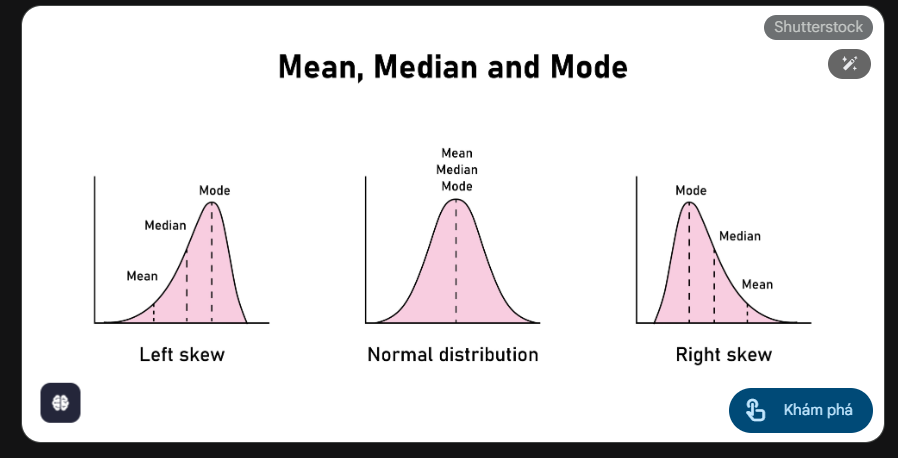 Shutterstock
Mean, Median and Mode
Mode
Median
Mean
Left skew
Mean
Median
Mode
Normal distribution
Mode
Median
Mean
Right skew
Khám phá